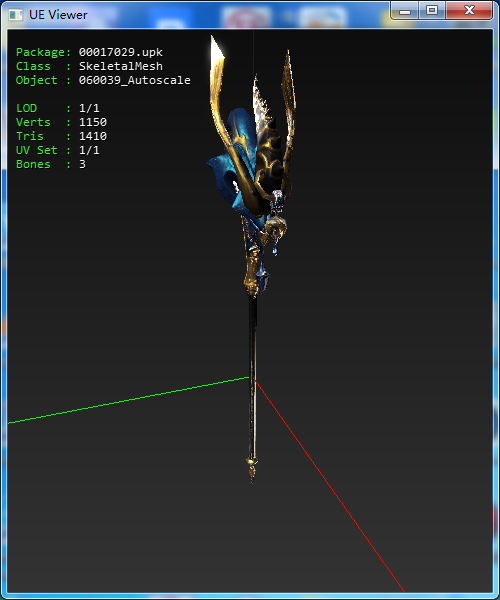 UE Viewer
Package: 00017029.upk
Class : SkeletalMesh
Object : 060039_Autoscale
LOD : 1/1
Verts : 1150
Tris : 1410
UV Set : 1/1
Bones : 3